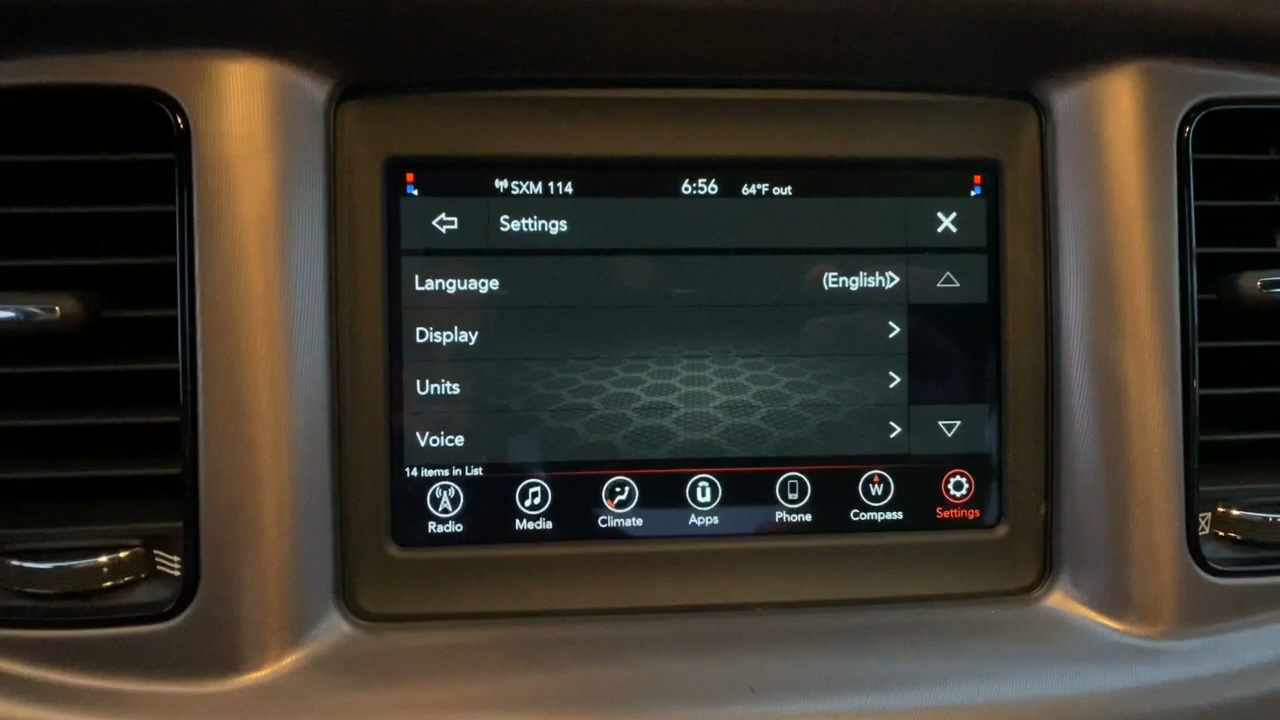 SXM 114 6:56 64°F out
Settings X
Language (English)
Display
Units
Voice
14 items in List
W
Radio Media Climate Apps Phone Compass Settings